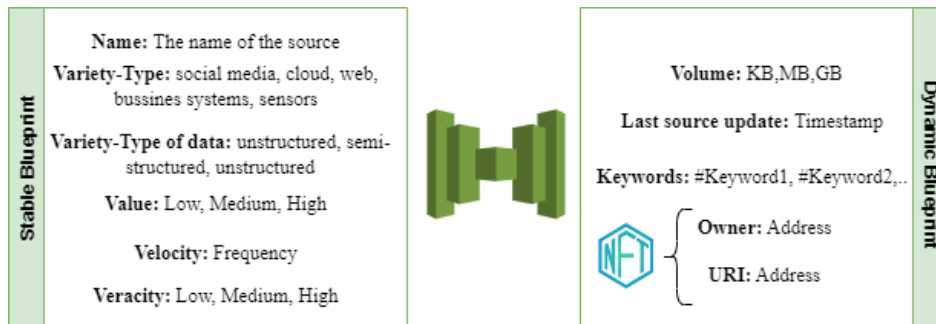 Stable Blueprint
Name: The name of the source
Variety-Type: social media, cloud, web,
bussines systems, sensors
Variety-Type of data: unstructured, semi-
structured, unstructured
Value: Low, Medium, High
Velocity: Frequency
Veracity: Low, Medium, High
Volume: KB,MB,GB
Last source update: Timestamp
Keywords: #Keyword1, #Keyword2,..
NFT
Owner: Address
URI: Address
Dynamic Blueprint